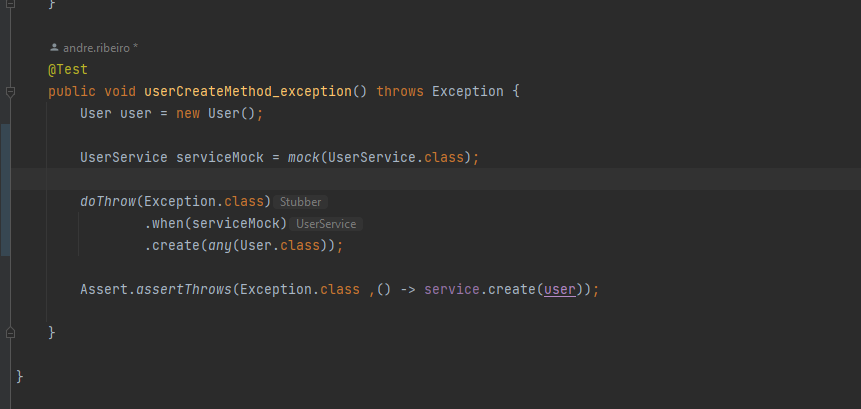 }
andre.ribeiro *
@Test
public void userCreateMethod_exception() throws Exception {
User user = new User();
UserService serviceMock = mock(UserService.class);
doThrow(Exception.class) Stubber
.when(serviceMock) UserService
.create(any(User.class));
Assert.assertThrows(Exception.class ,() -> service.create(user));
}
}